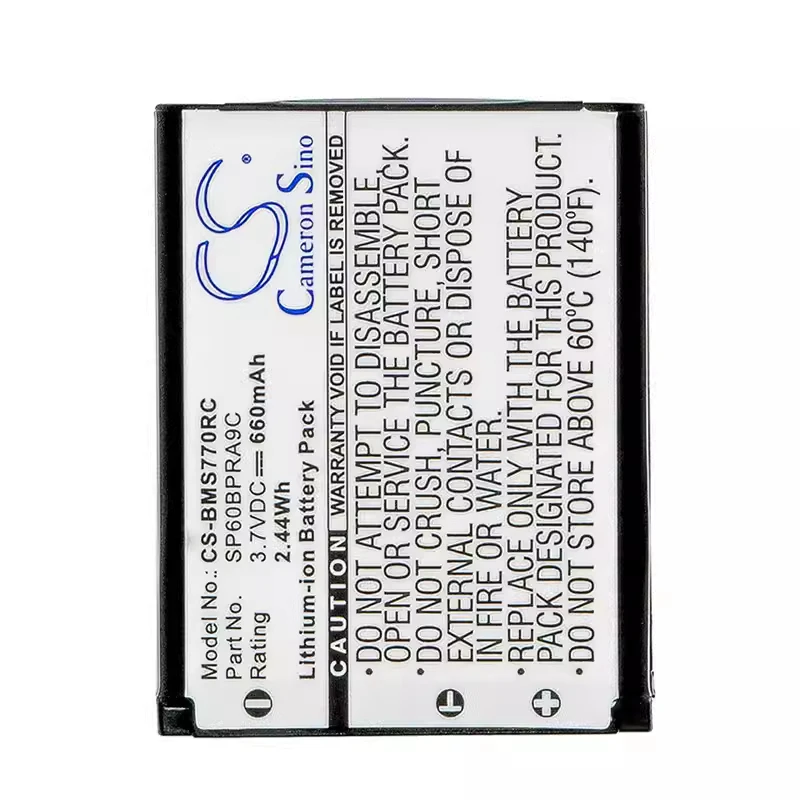 CS®
Cameron Sino
Model No.: CS-BMS770RC
Part No. SP60BPRA9C
Rating 3.7VDC ⎓ 660mAh
2.44Wh
Lithium-ion Battery Pack
CAUTION WARRANTY VOID IF LABEL IS REMOVED
• DO NOT ATTEMPT TO DISASSEMBLE,
OPEN OR SERVICE THE BATTERY PACK.
• DO NOT CRUSH, PUNCTURE, SHORT
EXTERNAL CONTACTS OR DISPOSE OF
IN FIRE OR WATER.
• REPLACE ONLY WITH THE BATTERY
PACK DESIGNATED FOR THIS PRODUCT.
• DO NOT STORE ABOVE 60°C (140°F).